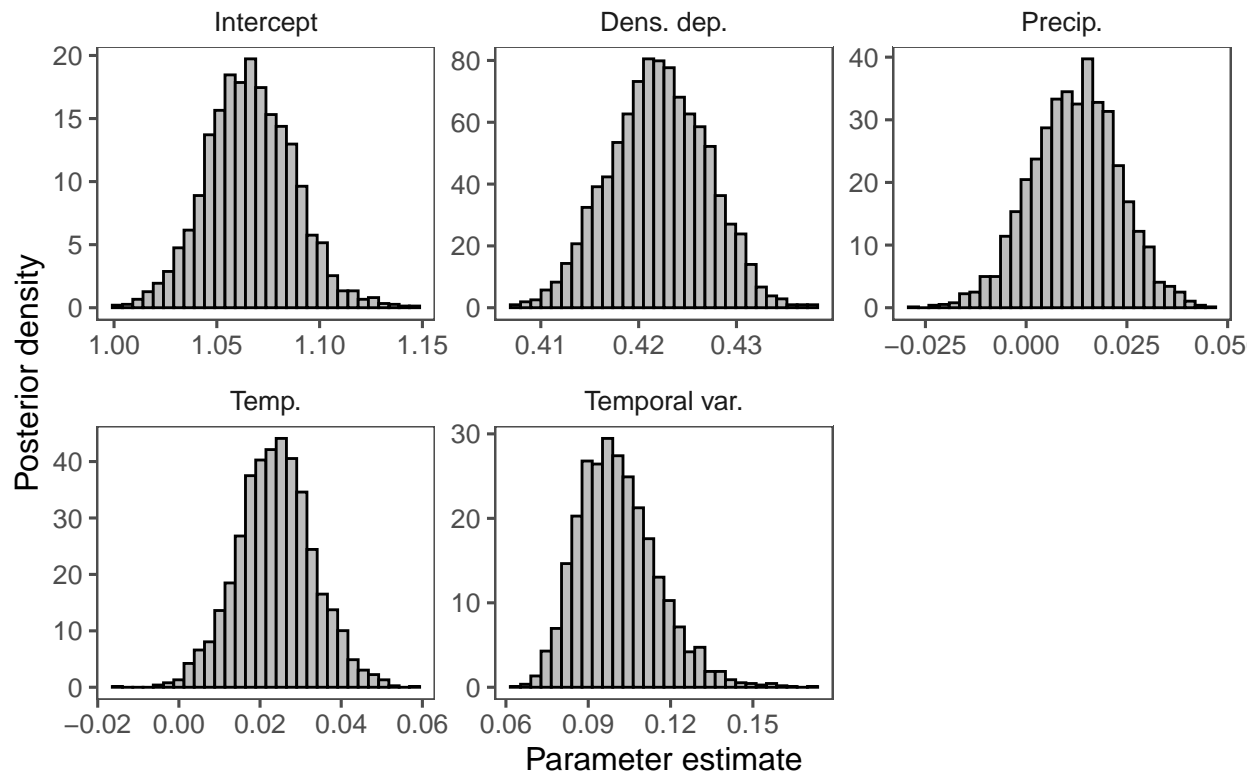 Intercept
Dens. dep.
Precip.
20
15
10
5
0
1.00 1.05 1.10 1.15
80
60
40
20
0
0.41 0.42 0.43
40
30
20
10
0
−0.025 0.000 0.025 0.05
Posterior density
Temp.
Temporal var.
40
30
20
10
0
−0.02 0.00 0.02 0.04 0.06
30
20
10
0
0.06 0.09 0.12 0.15
Parameter estimate